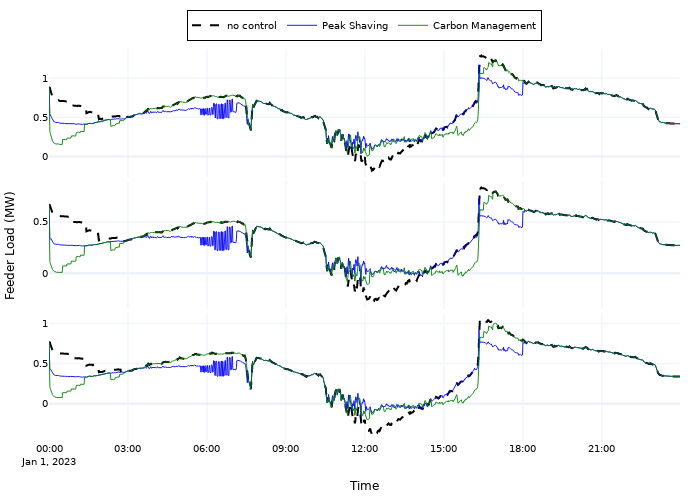 no control Peak Shaving Carbon Management
1
0.5
0
0.5
0
1
0.5
0
Feeder Load (MW)
00:00 03:00 06:00 09:00 12:00 15:00 18:00 21:00
Jan 1, 2023
Time